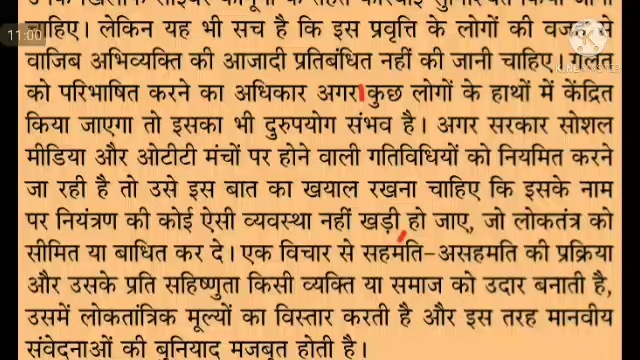 चाहिए। लेकिन यह भी सच है कि इस प्रवृत्ति के लोगों की वजह से
11:00
वाजिब अभिव्यक्ति की आजादी प्रतिबंधित नहीं की जानी चाहिए। गलत
को परिभाषित करने का अधिकार अगर कुछ लोगों के हाथों में केंद्रित
किया जाएगा तो इसका भी दुरुपयोग संभव है। अगर सरकार सोशल
मीडिया और ओटीटी मंचों पर होने वाली गतिविधियों को नियमित करने
जा रही है तो उसे इस बात का खयाल रखना चाहिए कि इसके नाम
पर नियंत्रण की कोई ऐसी व्यवस्था नहीं खड़ी हो जाए, जो लोकतंत्र को
सीमित या बाधित कर दे। एक विचार से सहमति-असहमति की प्रक्रिया
और उसके प्रति सहिष्णुता किसी व्यक्ति या समाज को उदार बनाती है,
उसमें लोकतांत्रिक मूल्यों का विस्तार करती है और इस तरह मानवीय
संवेदनाओं की बुनियाद मजबूत होती है।